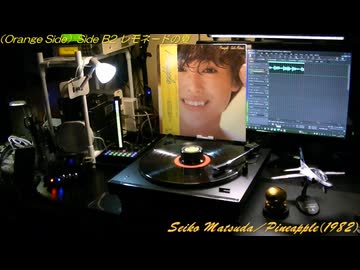 (Orange Side) Side B2 レモネードの夏
Seiko Matsuda/Pineapple(1982)